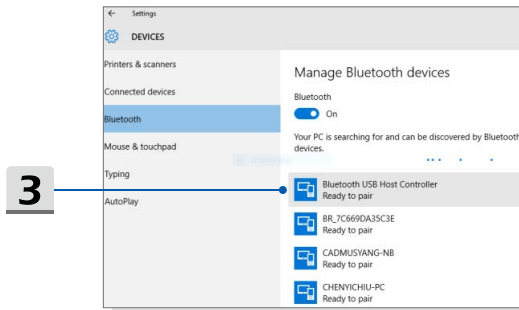 Settings
DEVICES
Printers & scanners
Connected devices
Bluetooth
Mouse & touchpad
Typing
AutoPlay
Manage Bluetooth devices
Bluetooth
On
Your PC is searching for and can be discovered by Bluetooth
devices.
Bluetooth USB Host Controller
Ready to pair
BR_7C669DA35C3E
Ready to pair
CADMUSYANG-NB
Ready to pair
CHENYICHIU-PC
Ready to pair
3